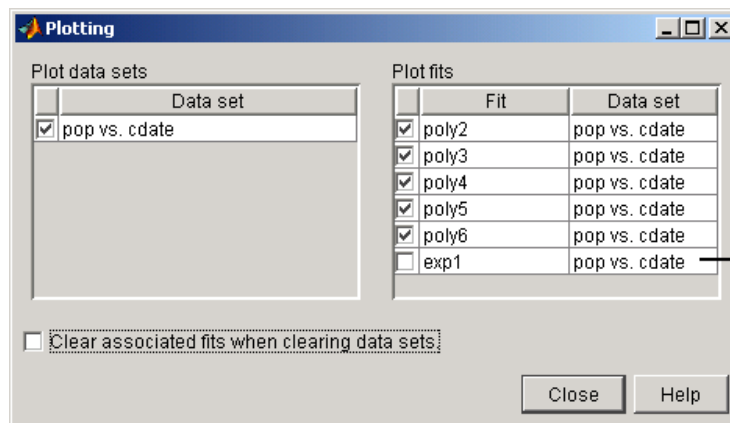 Plotting
Plot data sets
Data set
pop vs. cdate
Plot fits
Fit Data set
poly2 pop vs. cdate
poly3 pop vs. cdate
poly4 pop vs. cdate
poly5 pop vs. cdate
poly6 pop vs. cdate
exp1 pop vs. cdate
Clear associated fits when clearing data sets.
Close Help